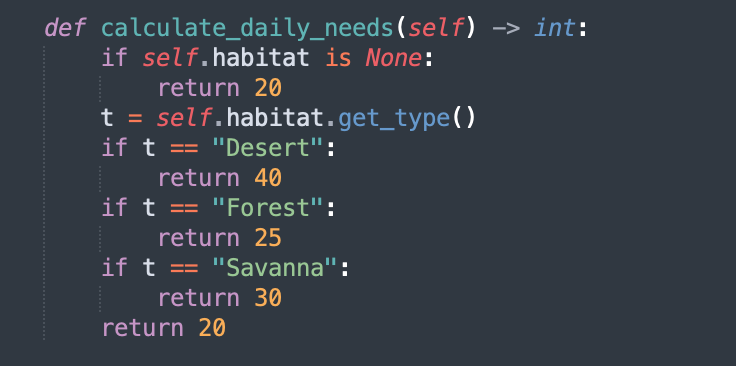 def calculate_daily_needs(self) -> int:
    if self.habitat is None:
        return 20
    t = self.habitat.get_type()
    if t == "Desert":
        return 40
    if t == "Forest":
        return 25
    if t == "Savanna":
        return 30
    return 20